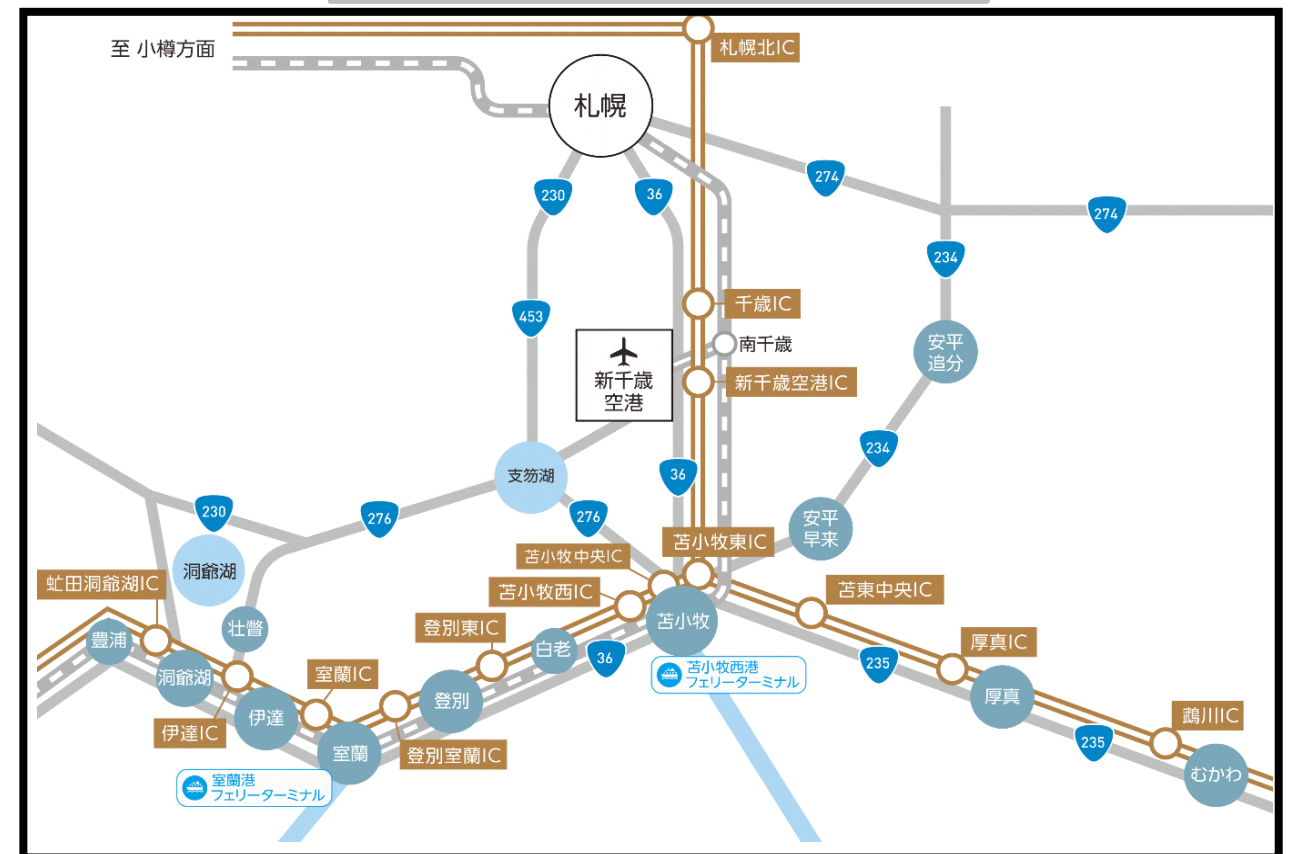 至 小樽方面
札幌北IC
札幌
274
230
36
274
234
453
千歳IC
南千歳
安平
追分
新千歳
空港
新千歳空港IC
234
支笏湖
36
230
276
276
安平
早来
苫小牧東IC
苫小牧中央IC
洞爺湖
虻田洞爺湖IC
苫小牧西IC
苫東中央IC
豊浦
壮瞥
登別東IC
苫小牧
白老
36
厚真IC
235
苫小牧西港
フェリーターミナル
洞爺湖
室蘭IC
登別
厚真
伊達IC
伊達
鵡川IC
室蘭
登別室蘭IC
235
むかわ
室蘭港
フェリーターミナル